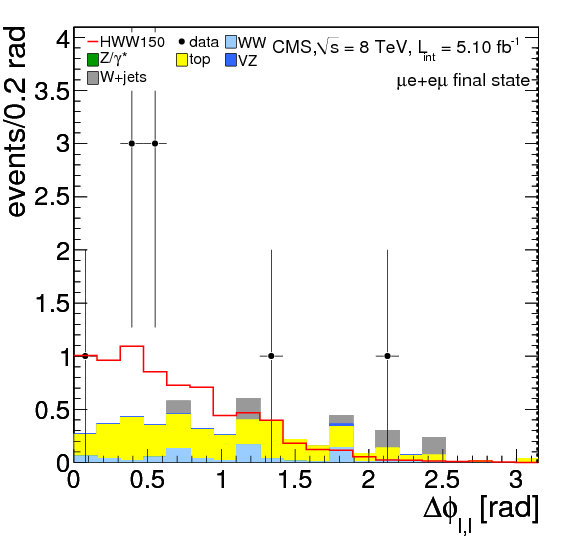 HWW150 data WW CMS,√s = 8 TeV, L_int = 5.10 fb⁻¹
Z/γ* top VZ
W+jets
μe+eμ final state
events/0.2 rad
4
3.5
3
2.5
2
1.5
1
0.5
0
0 0.5 1 1.5 2 2.5 3
Δϕ_l,l [rad]